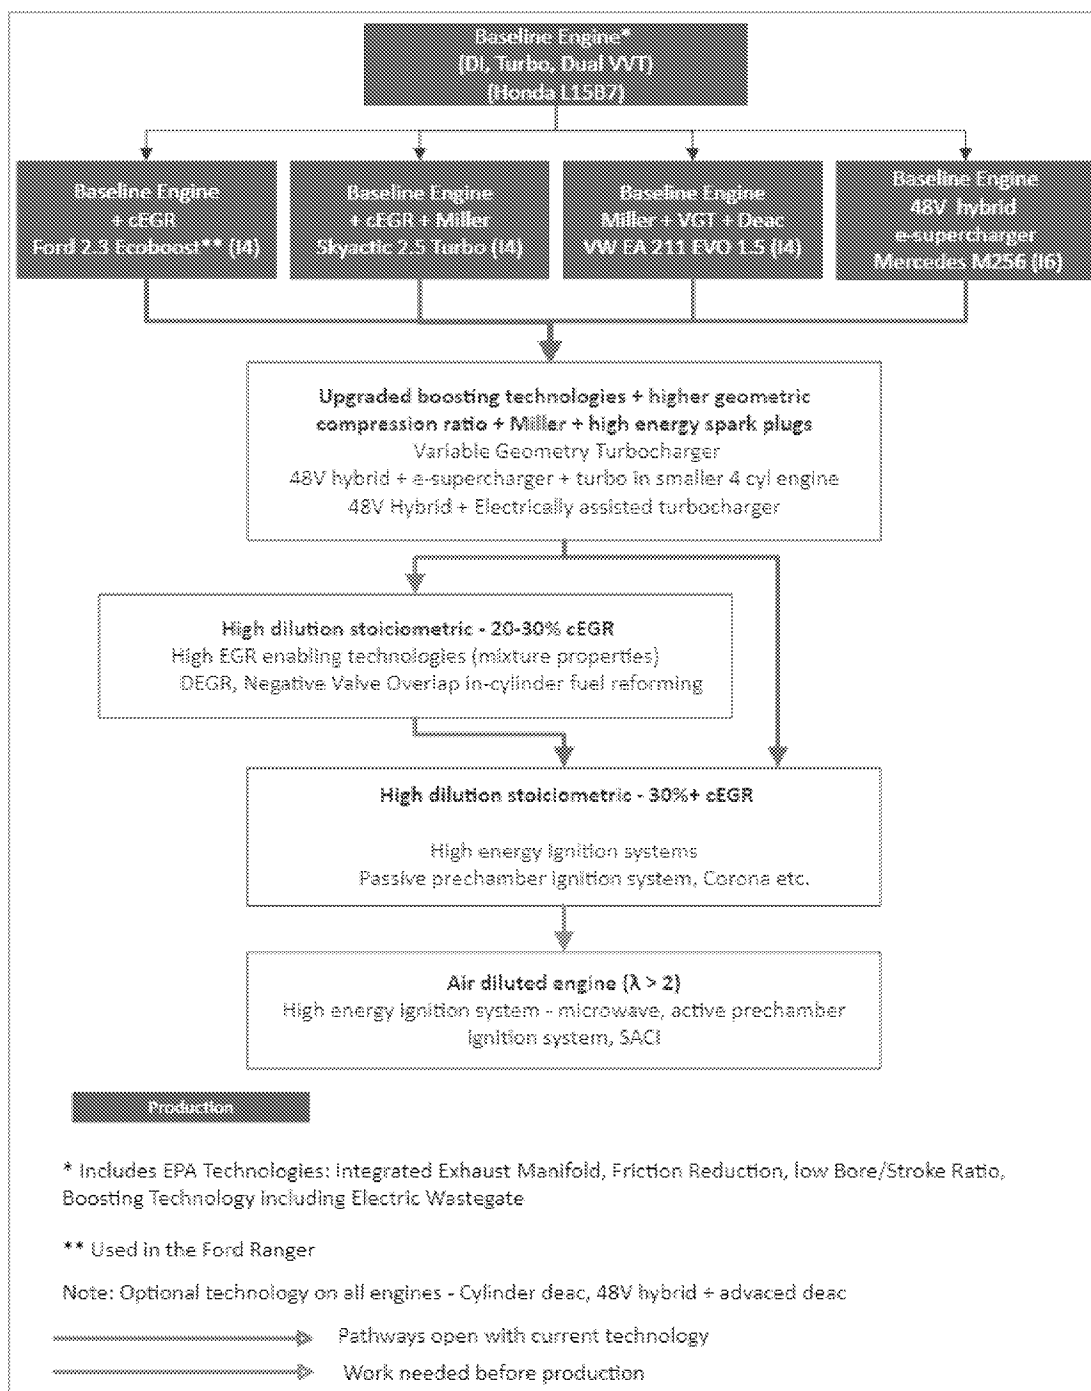 Baseline Engine*
(DI, Turbo, Dual VVT)
(Honda L15B7)
Baseline Engine
+ cEGR
Ford 2.3 Ecoboost** (I4)
Baseline Engine
+ cEGR + Miller
Skyactic 2.5 Turbo (I4)
Baseline Engine
Miller + VGT + Deac
VW EA 211 EVO 1.5 (I4)
Baseline Engine
48V hybrid
e-supercharger
Mercedes M256 (I6)
Upgraded boosting technologies + higher geometric
compression ratio + Miller + high energy spark plugs
Variable Geometry Turbocharger
48V hybrid + e-supercharger + turbo in smaller 4 cyl engine
48V Hybrid + Electrically assisted turbocharger
High dilution stoiciometric - 20-30% cEGR
High EGR enabling technologies (mixture properties)
DEGR, Negative Valve Overlap in-cylinder fuel reforming
High dilution stoiciometric - 30%+ cEGR
High energy ignition systems
Passive prechamber ignition system, Corona etc.
Air diluted engine (λ > 2)
High energy ignition system - microwave, active prechamber
ignition system, SACI
Production
* Includes EPA Technologies: Integrated Exhaust Manifold, Friction Reduction, low Bore/Stroke Ratio,
Boosting Technology including Electric Wastegate
** Used in the Ford Ranger
Note: Optional technology on all engines - Cylinder deac, 48V hybrid + advaced deac
Pathways open with current technology
Work needed before production